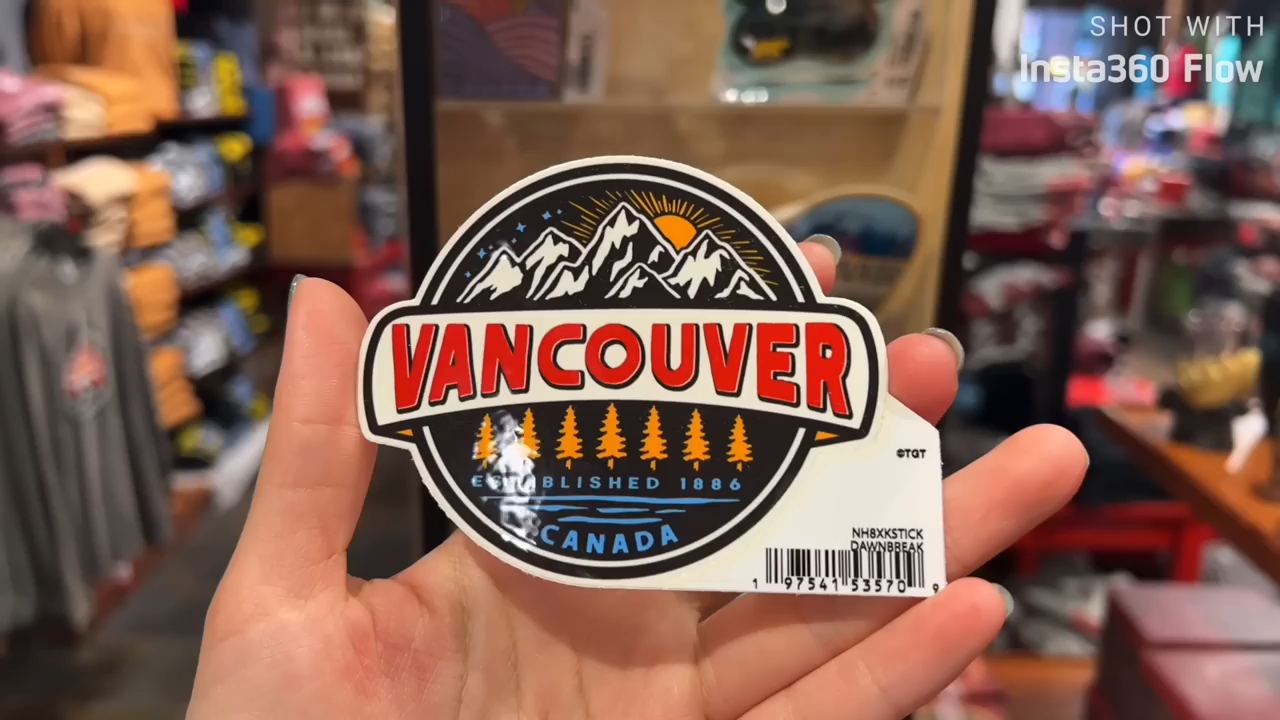 SHOT WITH
Insta360 Flow
VANCOUVER
ESTABLISHED 1886
CANADA
©TGT
NH8XKSTICK
DAWNBREAK
1 97541 53570 9